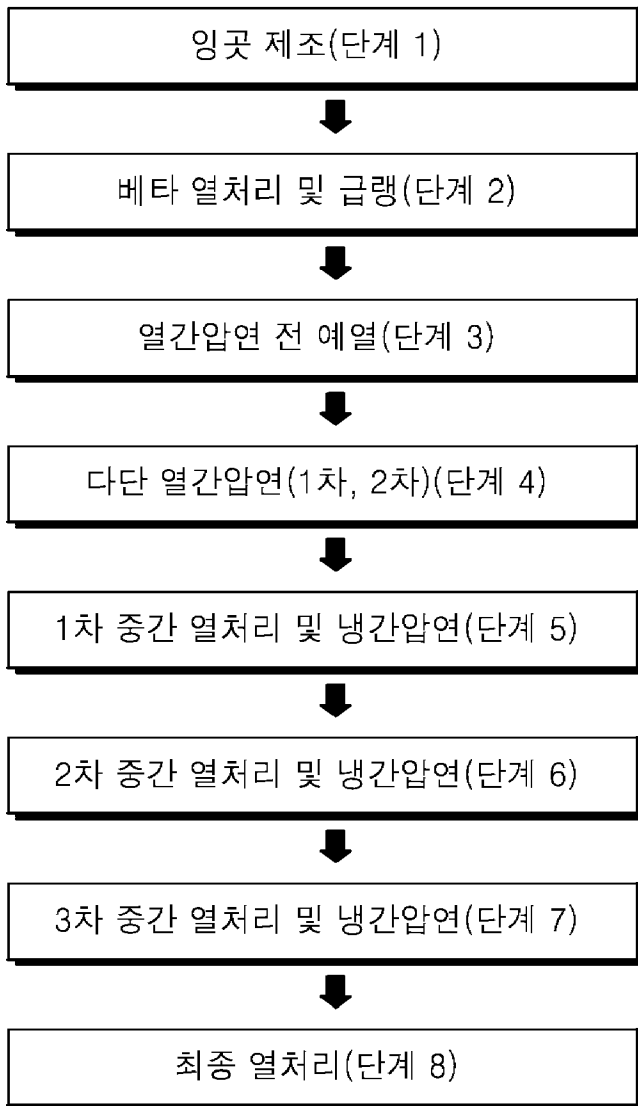 잉곳 제조(단계 1)
베타 열처리 및 급랭(단계 2)
열간압연 전 예열(단계 3)
다단 열간압연(1차, 2차)(단계 4)
1차 중간 열처리 및 냉간압연(단계 5)
2차 중간 열처리 및 냉간압연(단계 6)
3차 중간 열처리 및 냉간압연(단계 7)
최종 열처리(단계 8)